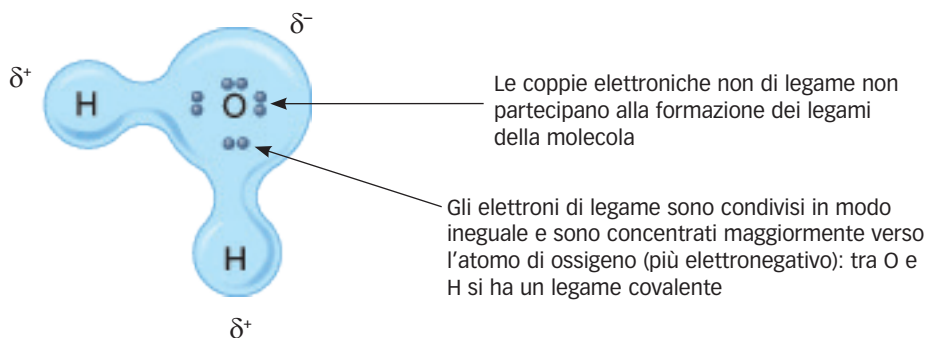 δ⁻
δ⁺
H
O
Le coppie elettroniche non di legame non
partecipano alla formazione dei legami
della molecola
Gli elettroni di legame sono condivisi in modo
ineguale e sono concentrati maggiormente verso
l'atomo di ossigeno (più elettronegativo): tra O e
H si ha un legame covalente
H
δ⁺